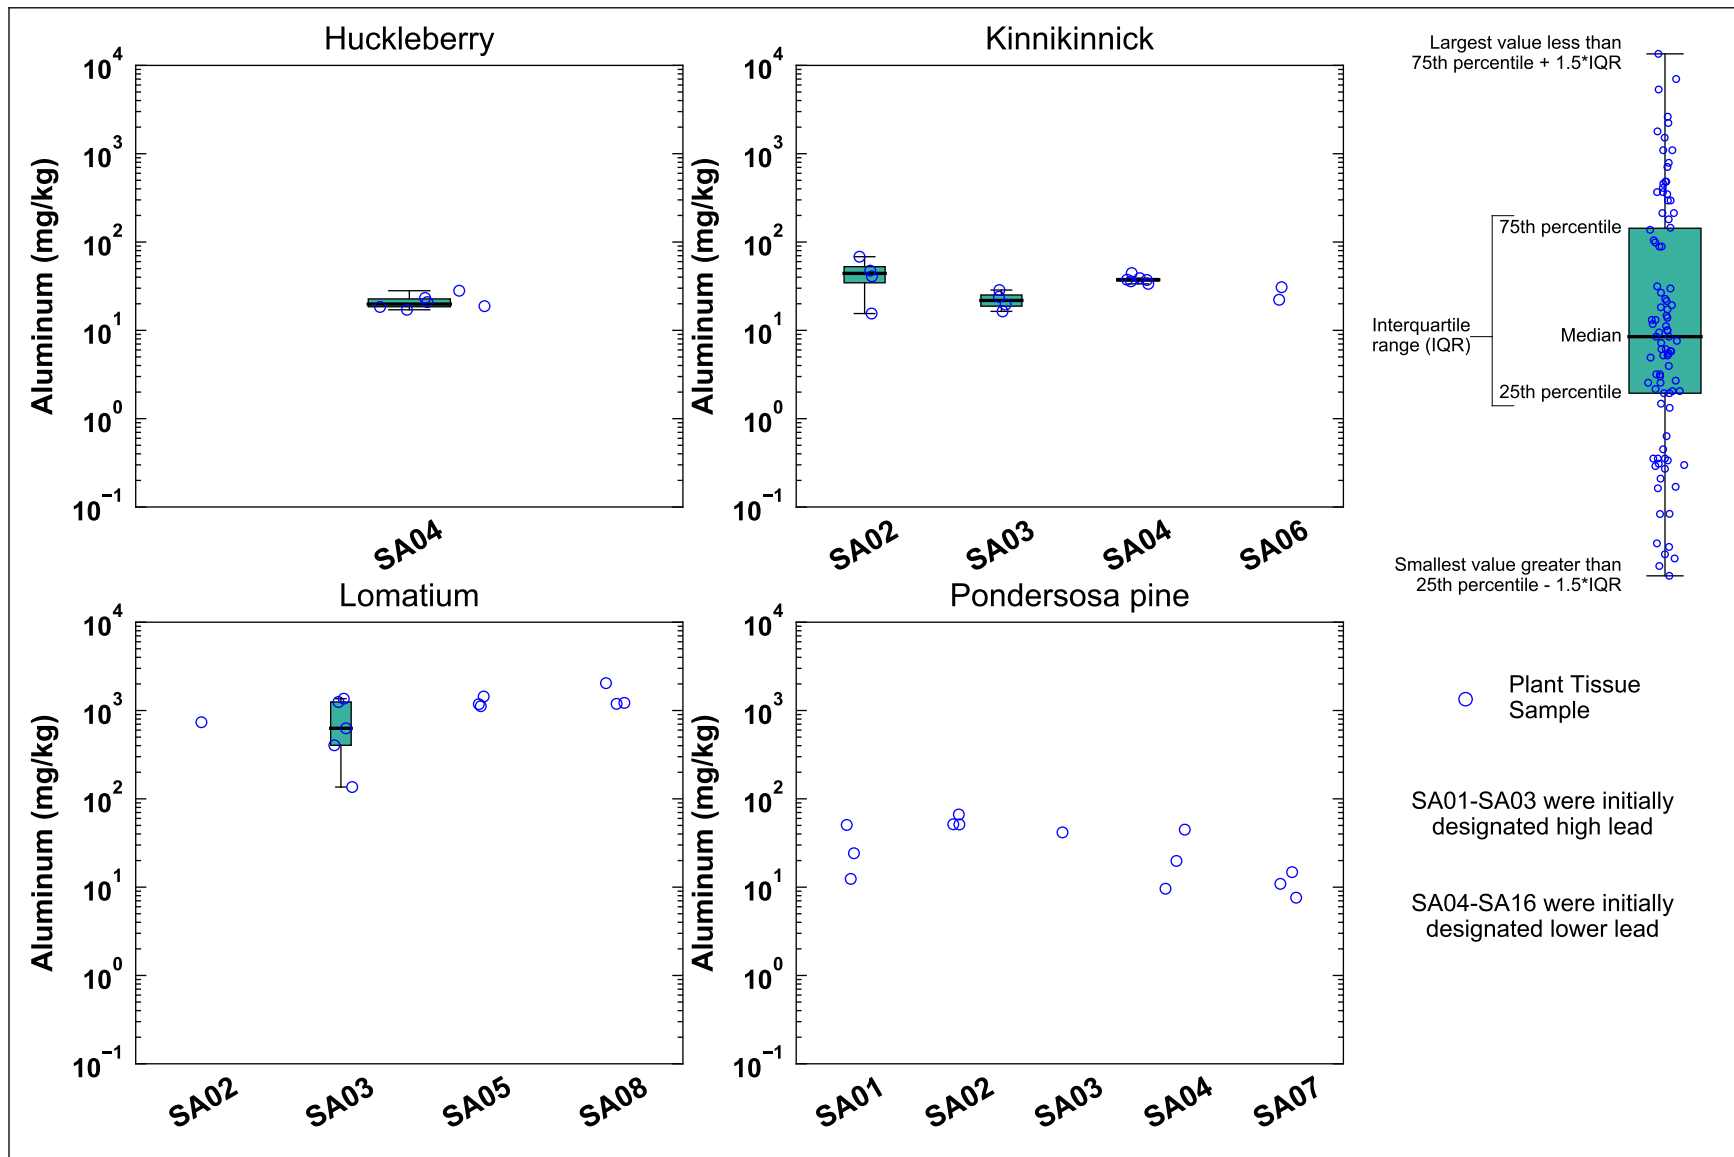 Huckleberry
Aluminum (mg/kg)
10^4
10^3
10^2
10^1
10^0
10^−1
SA04
Kinnikinnick
Aluminum (mg/kg)
10^4
10^3
10^2
10^1
10^0
10^−1
SA02
SA03
SA04
SA06
Largest value less than
75th percentile + 1.5*IQR
75th percentile
Interquartile
range (IQR)
Median
25th percentile
Smallest value greater than
25th percentile - 1.5*IQR
Lomatium
Aluminum (mg/kg)
10^4
10^3
10^2
10^1
10^0
10^−1
SA02
SA03
SA05
SA08
Pondersosa pine
Aluminum (mg/kg)
10^4
10^3
10^2
10^1
10^0
10^−1
SA01
SA02
SA03
SA04
SA07
Plant Tissue
Sample
SA01-SA03 were initially
designated high lead
SA04-SA16 were initially
designated lower lead